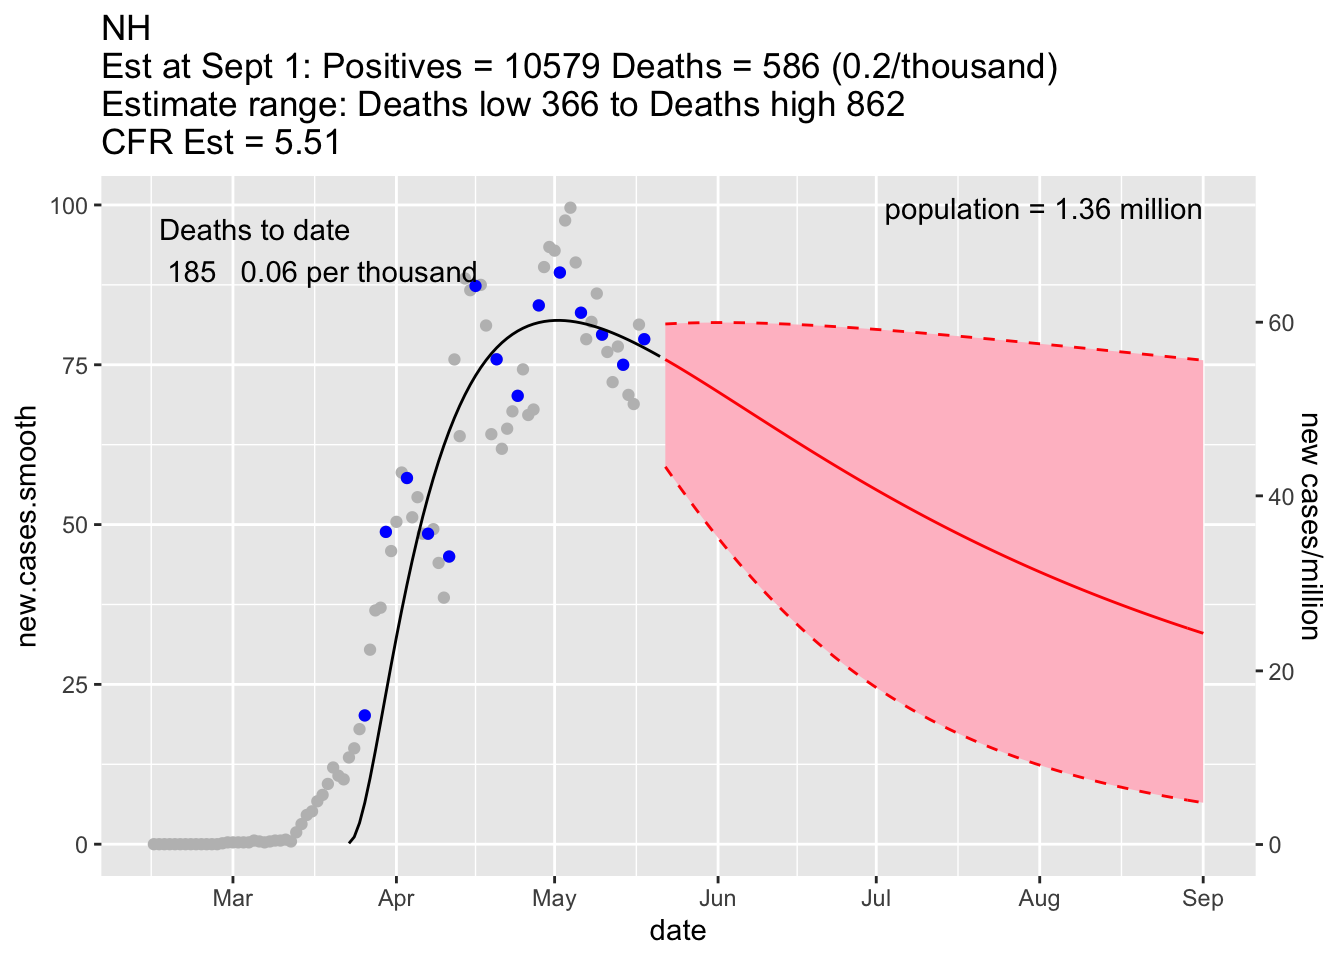 NH
Est at Sept 1: Positives = 10579 Deaths = 586 (0.2/thousand)
Estimate range: Deaths low 366 to Deaths high 862
CFR Est = 5.51
Deaths to date
185 0.06 per thousand
population = 1.36 million
100
75
50
25
0
new.cases.smooth
60
40
20
0
new cases/million
Mar Apr May Jun Jul Aug Sep
date